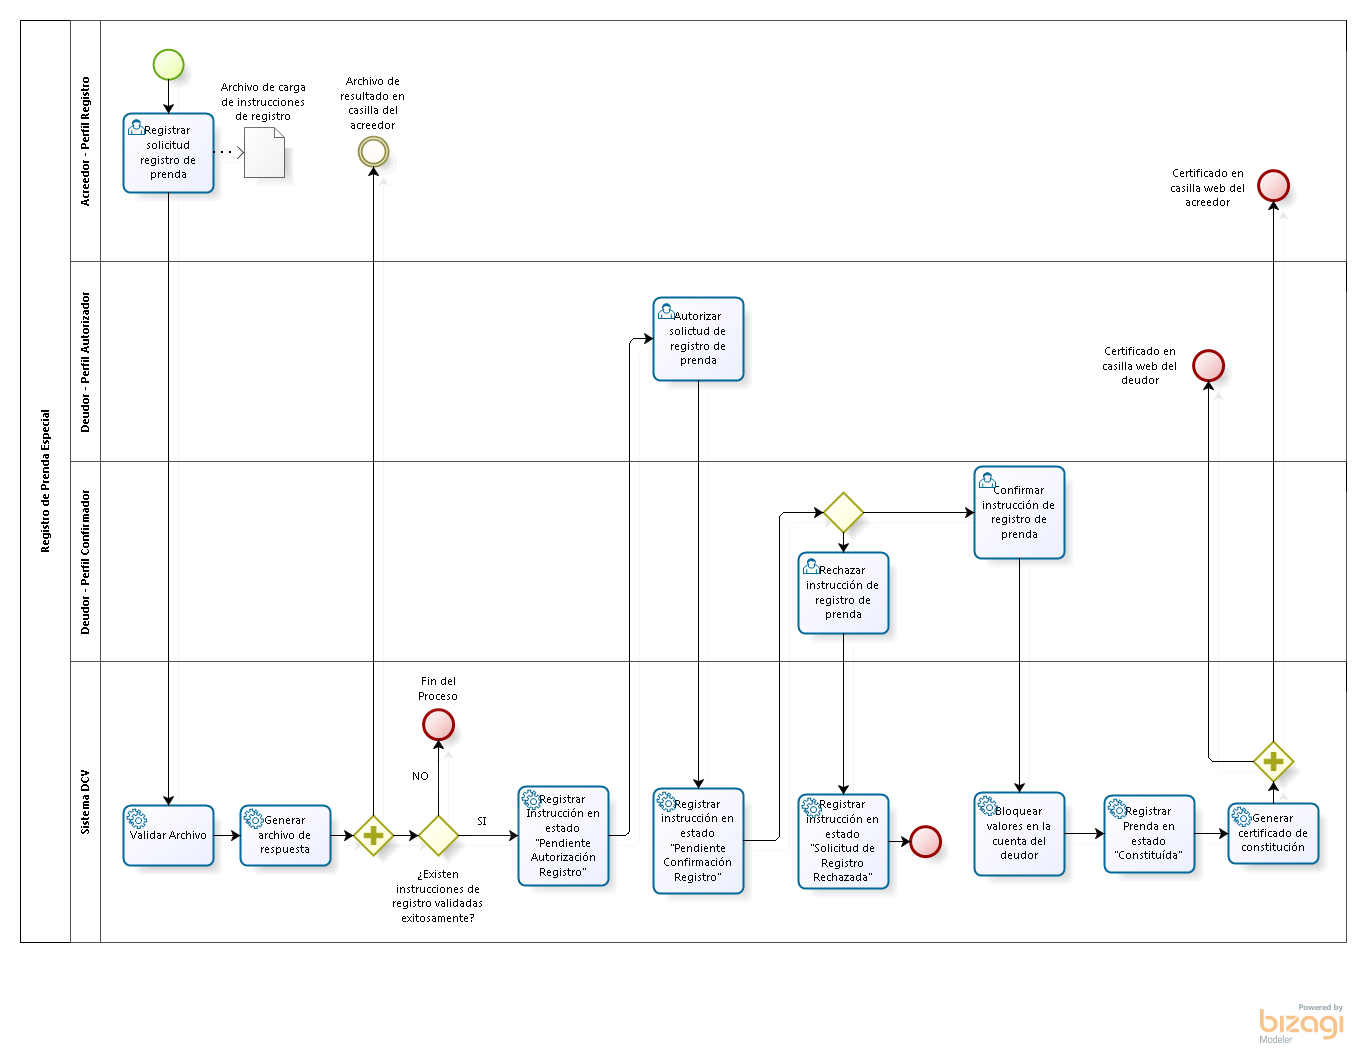 Registro de Prenda Especial
Acreedor - Perfil Registro
Registrar
solicitud
registro de
prenda
Archivo de carga
de instrucciones
de registro
Archivo de
resultado en
casilla del
acreedor
Certificado en
casilla web del
acreedor
Deudor - Perfil Autorizador
Autorizar
solictud de
registro de
prenda
Certificado en
casilla web del
deudor
Deudor - Perfil Confirmador
Confirmar
instrucción de
registro de
prenda
Rechazar
instrucción de
registro de
prenda
Sistema DCV
Validar Archivo
Generar
archivo de
respuesta
Fin del
Proceso
NO
SI
¿Existen
instrucciones de
registro validadas
exitosamente?
Registrar
Instrucción en
estado
"Pendiente
Autorización
Registro"
Registrar
instrucción en
estado
"Pendiente
Confirmación
Registro"
Registrar
instrucción en
estado
"Solicitud de
Registro
Rechazada"
Bloquear
valores en la
cuenta del
deudor
Registrar
Prenda en
estado
"Constituída"
Generar
certificado de
constitución
Powered by
bizagi
Modeler